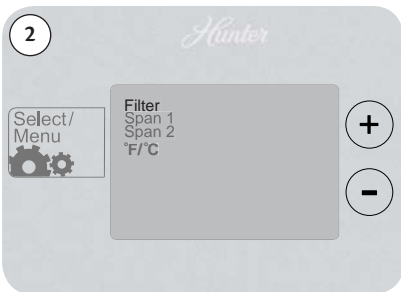 2
Hunter
Select/
Menu
Filter
Span 1
Span 2
°F/°C
+
-